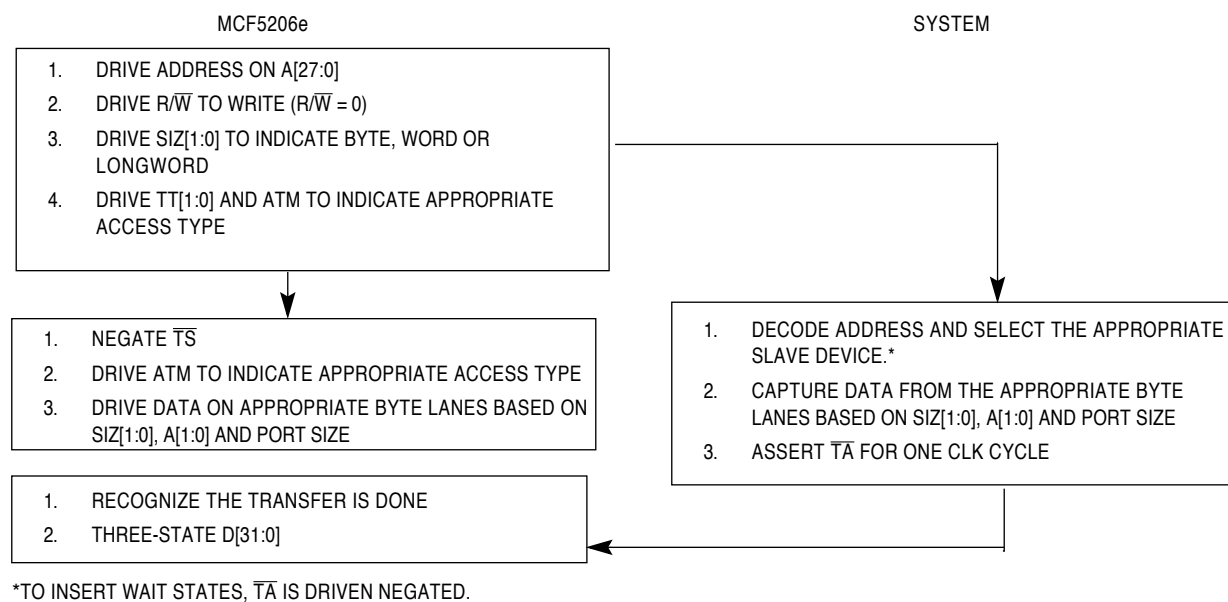 MCF5206e
SYSTEM
1. DRIVE ADDRESS ON A[27:0]
2. DRIVE R/W̅ TO WRITE (R/W̅ = 0)
3. DRIVE SIZ[1:0] TO INDICATE BYTE, WORD OR
LONGWORD
4. DRIVE TT[1:0] AND ATM TO INDICATE APPROPRIATE
ACCESS TYPE
1. NEGATE T̅S̅
2. DRIVE ATM TO INDICATE APPROPRIATE ACCESS TYPE
3. DRIVE DATA ON APPROPRIATE BYTE LANES BASED ON
SIZ[1:0], A[1:0] AND PORT SIZE
1. DECODE ADDRESS AND SELECT THE APPROPRIATE
SLAVE DEVICE.*
2. CAPTURE DATA FROM THE APPROPRIATE BYTE
LANES BASED ON SIZ[1:0], A[1:0] AND PORT SIZE
3. ASSERT T̅A̅ FOR ONE CLK CYCLE
1. RECOGNIZE THE TRANSFER IS DONE
2. THREE-STATE D[31:0]
*TO INSERT WAIT STATES, T̅A̅ IS DRIVEN NEGATED.